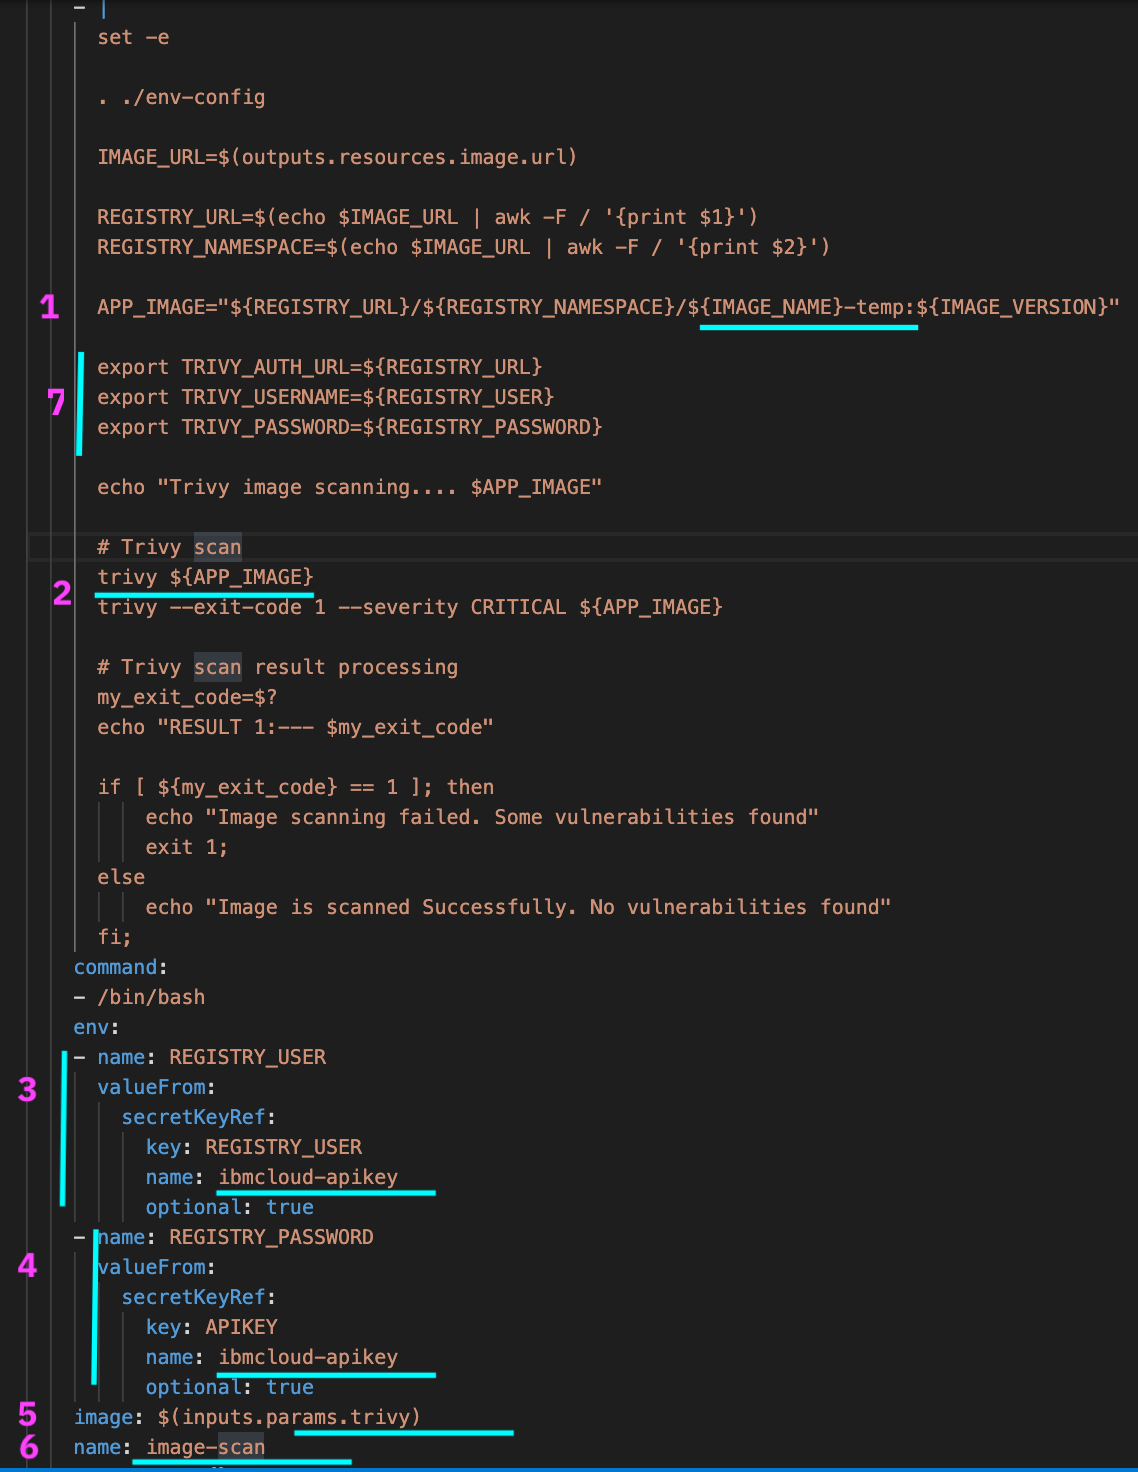 - |
set -e
. ./env-config
IMAGE_URL=$(outputs.resources.image.url)
REGISTRY_URL=$(echo $IMAGE_URL | awk -F / '{print $1}')
REGISTRY_NAMESPACE=$(echo $IMAGE_URL | awk -F / '{print $2}')
1 APP_IMAGE="${REGISTRY_URL}/${REGISTRY_NAMESPACE}/${IMAGE_NAME}-temp:${IMAGE_VERSION}"
export TRIVY_AUTH_URL=${REGISTRY_URL}
7 export TRIVY_USERNAME=${REGISTRY_USER}
export TRIVY_PASSWORD=${REGISTRY_PASSWORD}
echo "Trivy image scanning.... $APP_IMAGE"
# Trivy scan
2 trivy ${APP_IMAGE}
trivy --exit-code 1 --severity CRITICAL ${APP_IMAGE}
# Trivy scan result processing
my_exit_code=$?
echo "RESULT 1:--- $my_exit_code"
if [ ${my_exit_code} == 1 ]; then
echo "Image scanning failed. Some vulnerabilities found"
exit 1;
else
echo "Image is scanned Successfully. No vulnerabilities found"
fi;
command:
- /bin/bash
env:
- name: REGISTRY_USER
3 valueFrom:
secretKeyRef:
key: REGISTRY_USER
name: ibmcloud-apikey
optional: true
- name: REGISTRY_PASSWORD
4 valueFrom:
secretKeyRef:
key: APIKEY
name: ibmcloud-apikey
optional: true
5 image: $(inputs.params.trivy)
6 name: image-scan